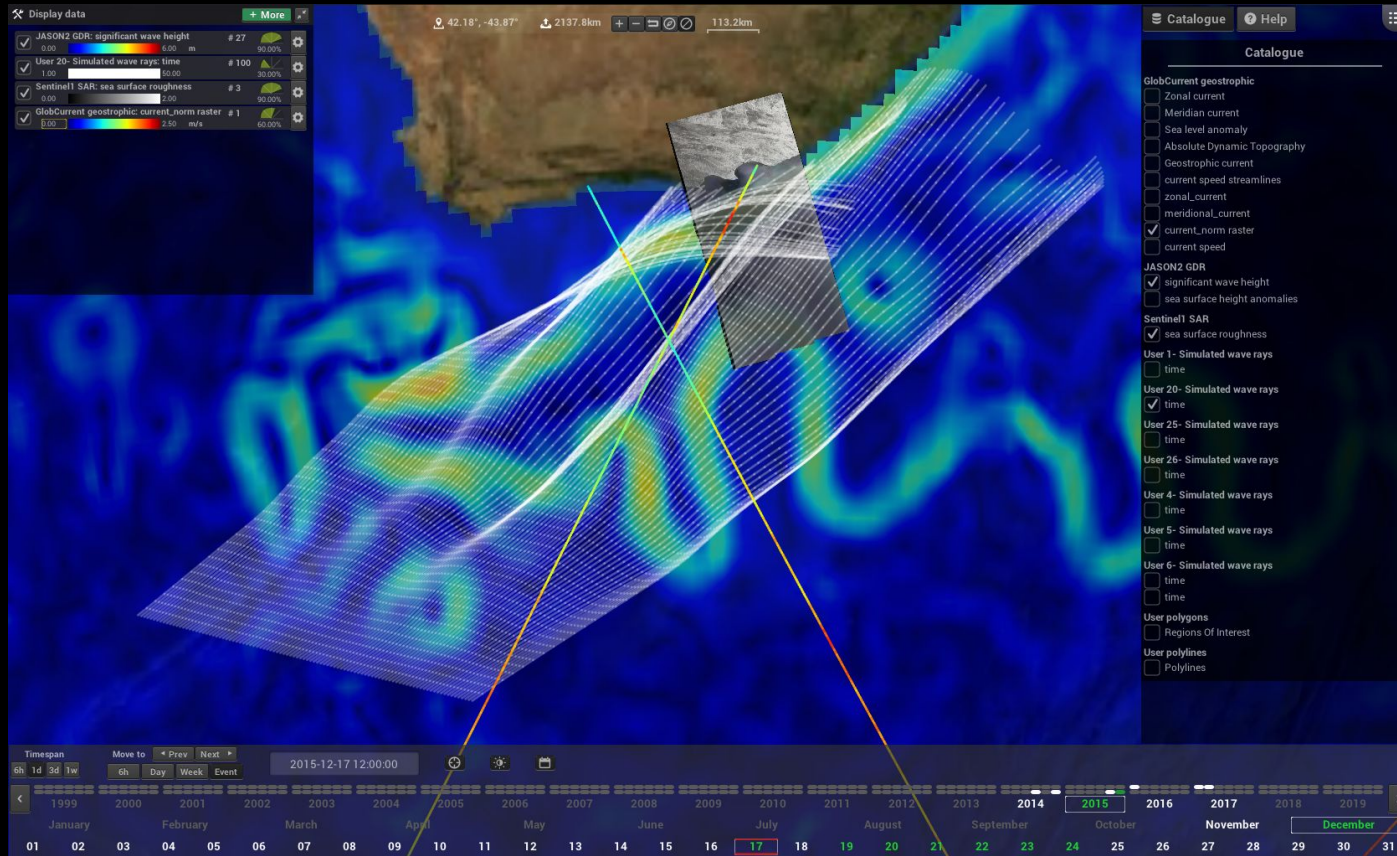 Display data + More
JASON2 GDR: significant wave height # 27
0.00 6.00 m 90.00%
User 20- Simulated wave rays: time # 100
1.00 50.00 30.00%
Sentinel1 SAR: sea surface roughness # 3
0.00 2.00 90.00%
GlobCurrent geostrophic: current_norm raster # 1
0.00 2.50 m/s 60.00%
42.18°, -43.87° 2137.8km 113.2km
Catalogue Help
Catalogue
GlobCurrent geostrophic
Zonal current
Meridian current
Sea level anomaly
Absolute Dynamic Topography
Geostrophic current
current speed streamlines
zonal_current
meridional_current
current_norm raster
current speed
JASON2 GDR
significant wave height
sea surface height anomalies
Sentinel1 SAR
sea surface roughness
User 1- Simulated wave rays
time
User 20- Simulated wave rays
time
User 25- Simulated wave rays
time
User 26- Simulated wave rays
time
User 4- Simulated wave rays
time
User 5- Simulated wave rays
time
User 6- Simulated wave rays
time
time
User polygons
Regions Of Interest
User polylines
Polylines
Timespan Move to Prev Next
6h 1d 3d 1w 6h Day Week Event
2015-12-17 12:00:00
1999 2000 2001 2002 2003 2004 2005 2006 2007 2008 2009 2010 2011 2012 2013 2014 2015 2016 2017 2018 2019
January February March April May June July August September October November December
01 02 03 04 05 06 07 08 09 10 11 12 13 14 15 16 17 18 19 20 21 22 23 24 25 26 27 28 29 30 31